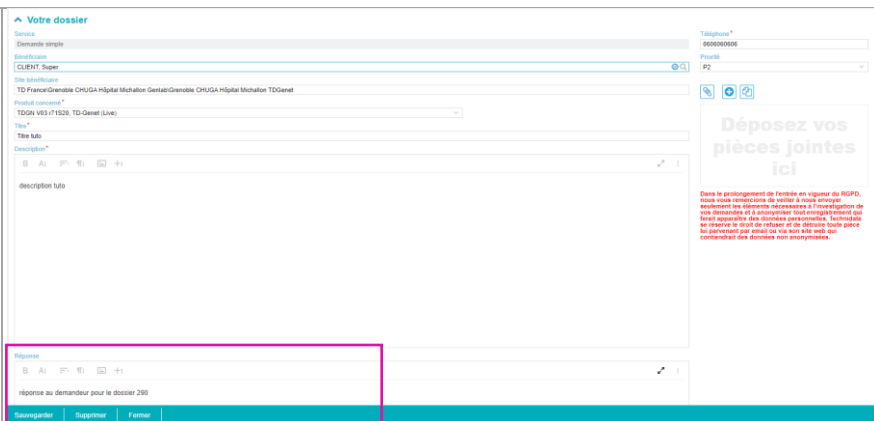 Votre dossier
Service
Demande simple
Bénéficiaire
CLIENT, Super
Site bénéficiaire
TD France\Grenoble CHUGA Hôpital Michallon Genlab\Grenoble CHUGA Hôpital Michallon TDGenet
Produit concerné*
TDGN V03 r71S20, TD-Genet (Live)
Titre*
Titre tuto
Description*
description tuto
Réponse
réponse au demandeur pour le dossier 290
Sauvegarder
Supprimer
Fermer
Téléphone*
0606060606
Priorité
P2
Déposez vos
pièces jointes
ici
Dans le prolongement de l'entrée en vigueur du RGPD,
nous vous remercions de veiller à nous envoyer
seulement les éléments nécessaires à l'investigation de
vos demandes et à anonymiser tout enregistrement qui
ferait apparaître des données personnelles. Technidata
se réserve le droit de refuser et de détruire toute pièce
lui parvenant par email ou via son site web qui
contiendrait des données non anonymisées.